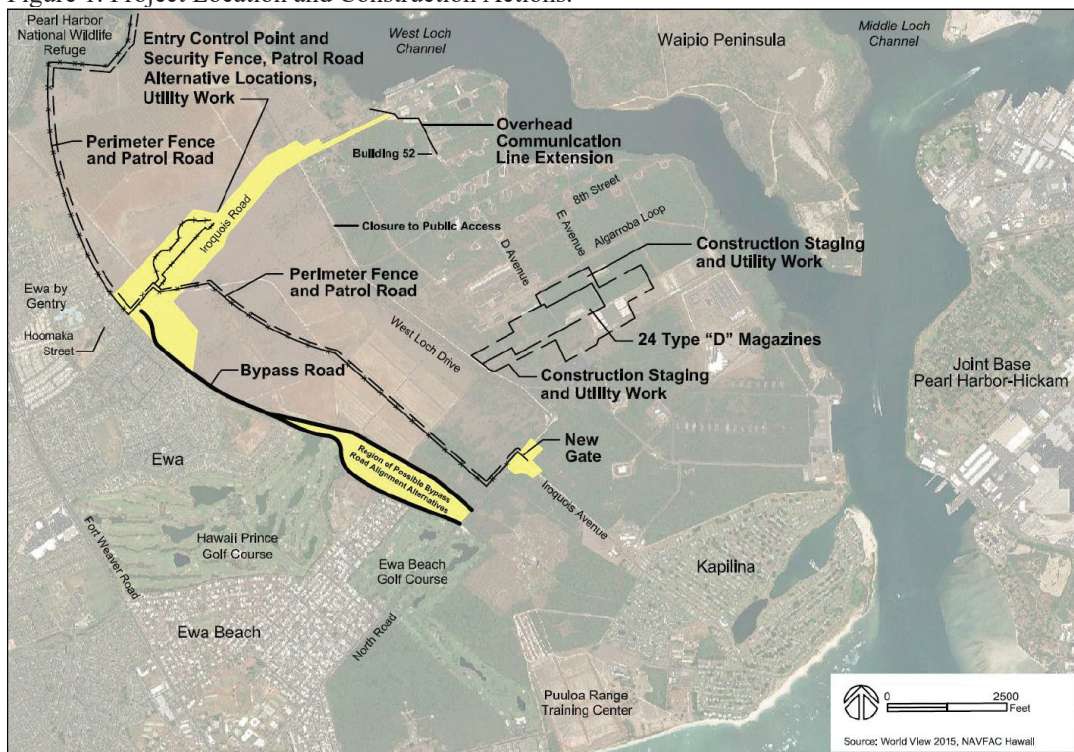 Figure 1. Project Location and Construction Actions.
Pearl Harbor
National Wildlife
Refuge
Entry Control Point and
Security Fence, Patrol Road
Alternative Locations,
Utility Work
West Loch
Channel
Waipio Peninsula
Middle Loch
Channel
Perimeter Fence
and Patrol Road
Building 52
Overhead
Communication
Line Extension
Iroquois Road
Closure to Public Access
8th Street
E Avenue
Algarroba Loop
D Avenue
Construction Staging
and Utility Work
Perimeter Fence
and Patrol Road
Ewa by
Gentry
Hoomaka
Street
West Loch Drive
24 Type “D” Magazines
Bypass Road
Construction Staging
and Utility Work
Joint Base
Pearl Harbor-Hickam
New
Gate
Region of Possible Bypass
Road Alignment Alternatives
Ewa
Iroquois Avenue
Fort Weaver Road
Hawaii Prince
Golf Course
Ewa Beach
Golf Course
Kapilina
Ewa Beach
North Road
Puuloa Range
Training Center
0 2500
Feet
Source: World View 2015, NAVFAC Hawaii